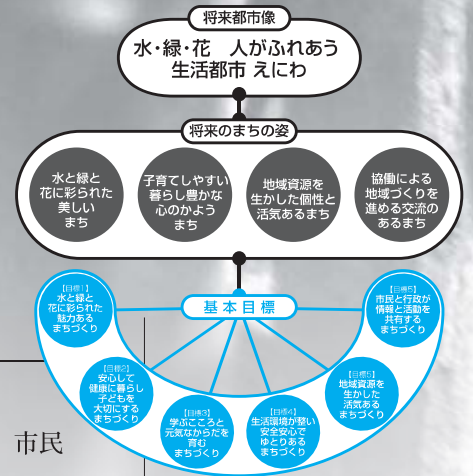 将来都市像
水・緑・花　人がふれあう
生活都市 えにわ
将来のまちの姿
水と緑と
花に彩られた
美しい
まち
子育てしやすい
暮らし豊かな
心のかよう
まち
地域資源を
生かした個性と
活気あるまち
協働による
地域づくりを
進める交流の
あるまち
基本目標
【目標1】
水と緑と
花に彩られた
魅力ある
まちづくり
【目標2】
安心して
健康に暮らし
子どもを
大切にする
まちづくり
【目標3】
学ぶこころと
元気なからだを
育む
まちづくり
【目標4】
生活環境が整い
安全安心で
ゆとりある
まちづくり
【目標5】
地域資源を
生かした
活気ある
まちづくり
【目標6】
市民と行政が
情報と活動を
共有する
まちづくり
市民